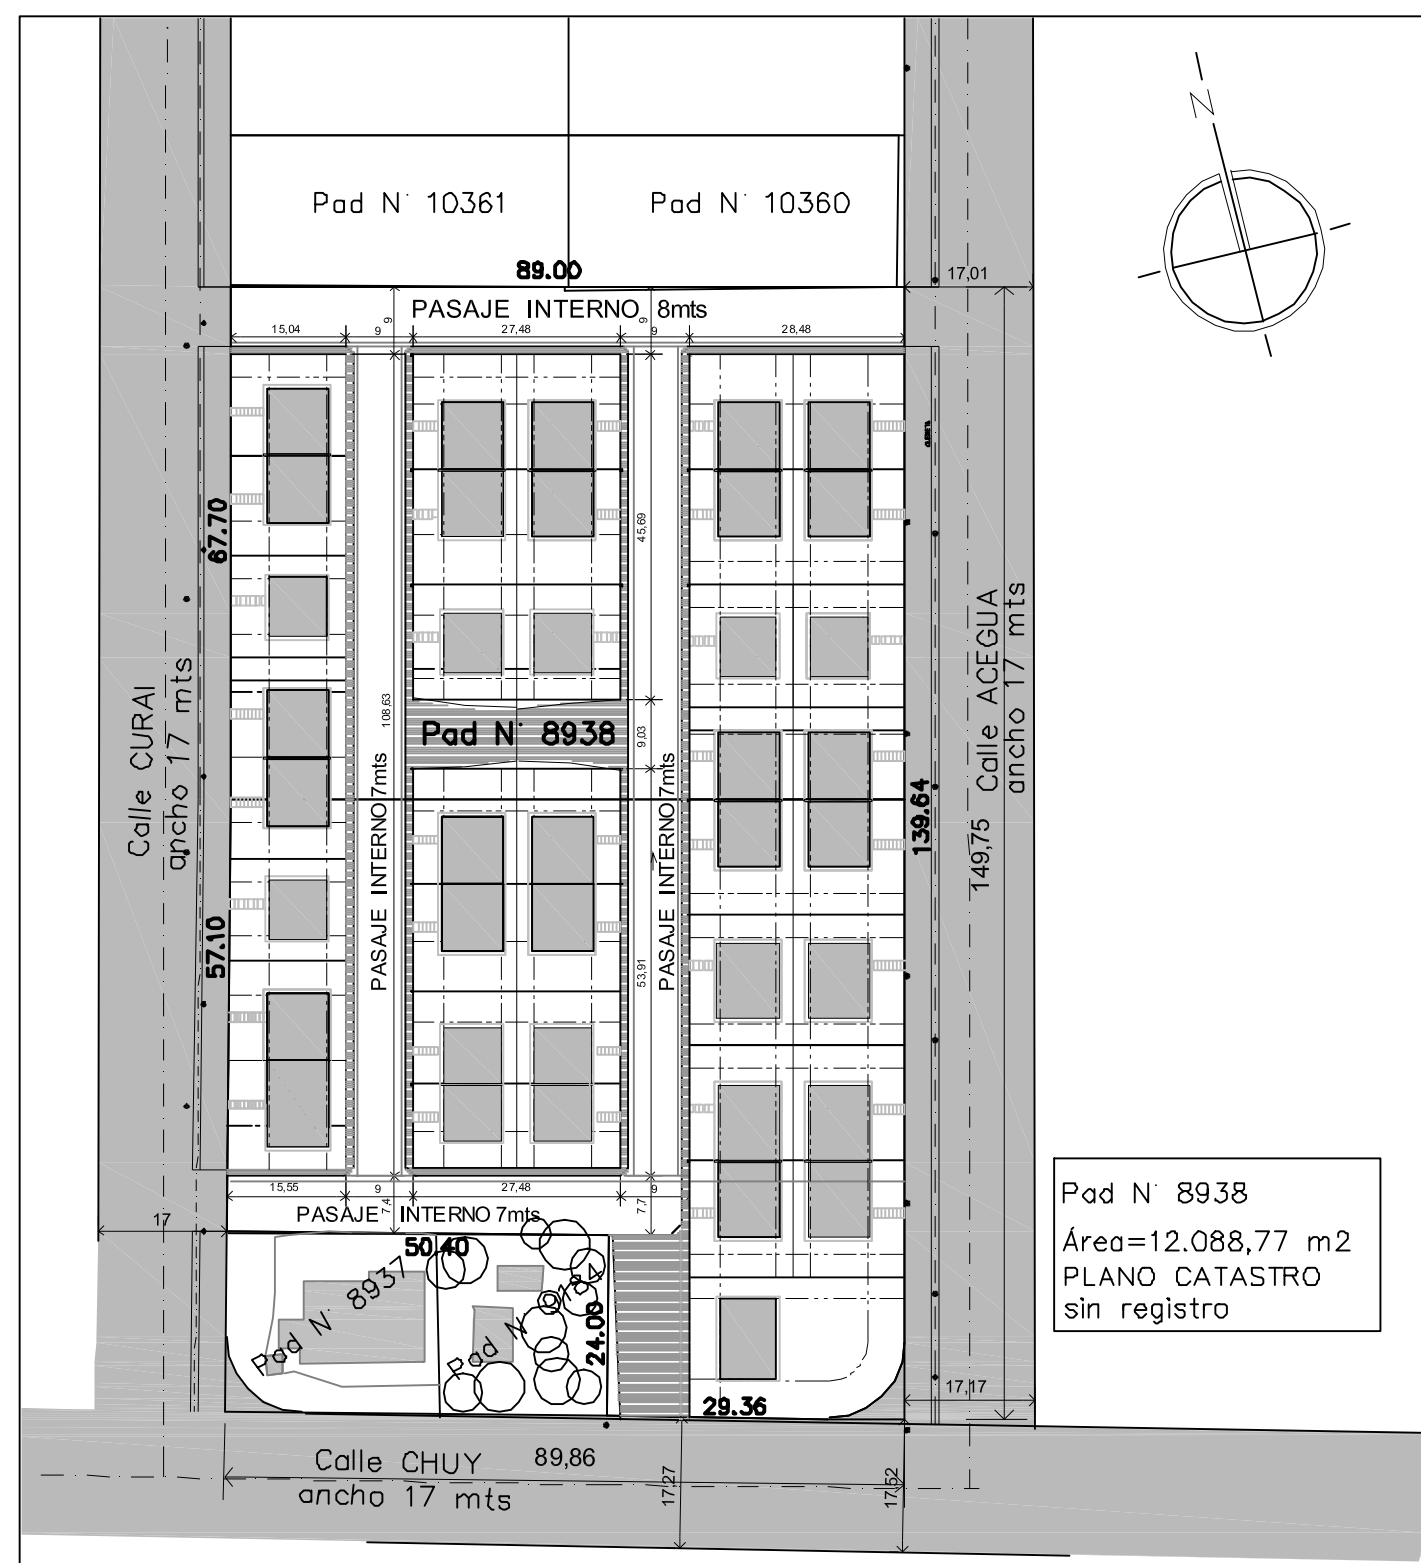 N
Pad N° 10361
Pad N° 10360
89.00
17,01
PASAJE INTERNO 8mts
9
9
15,04
9
27,48
9
28,48
67.70
45,69
Calle CURAI
ancho 17 mts
108,63
Pad N° 8938
9,03
PASAJE INTERNO 7mts
PASAJE INTERNO 7mts
139.64
149,75
Calle ACEGUA
ancho 17 mts
57.10
53,91
15,55
9
27,48
9
7,4
7,7
17
PASAJE INTERNO 7mts
50.40
Pad N° 8937
Pad N°
24.00
29.36
17,17
Calle CHUY
ancho 17 mts
89,86
17,27
17,52
Pad N° 8938
Área=12.088,77 m2
PLANO CATASTRO
sin registro